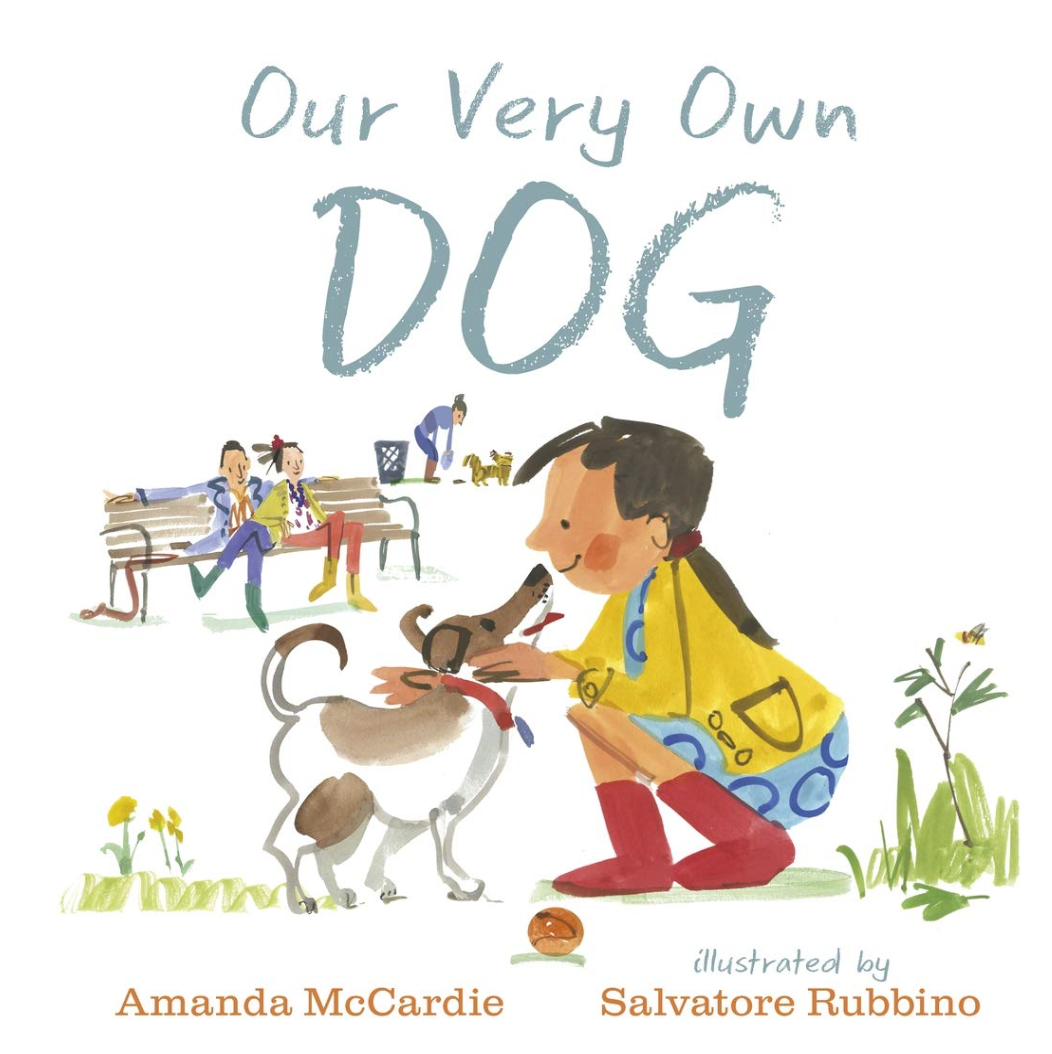 Our Very Own
DOG
illustrated by
Amanda McCardie
Salvatore Rubbino